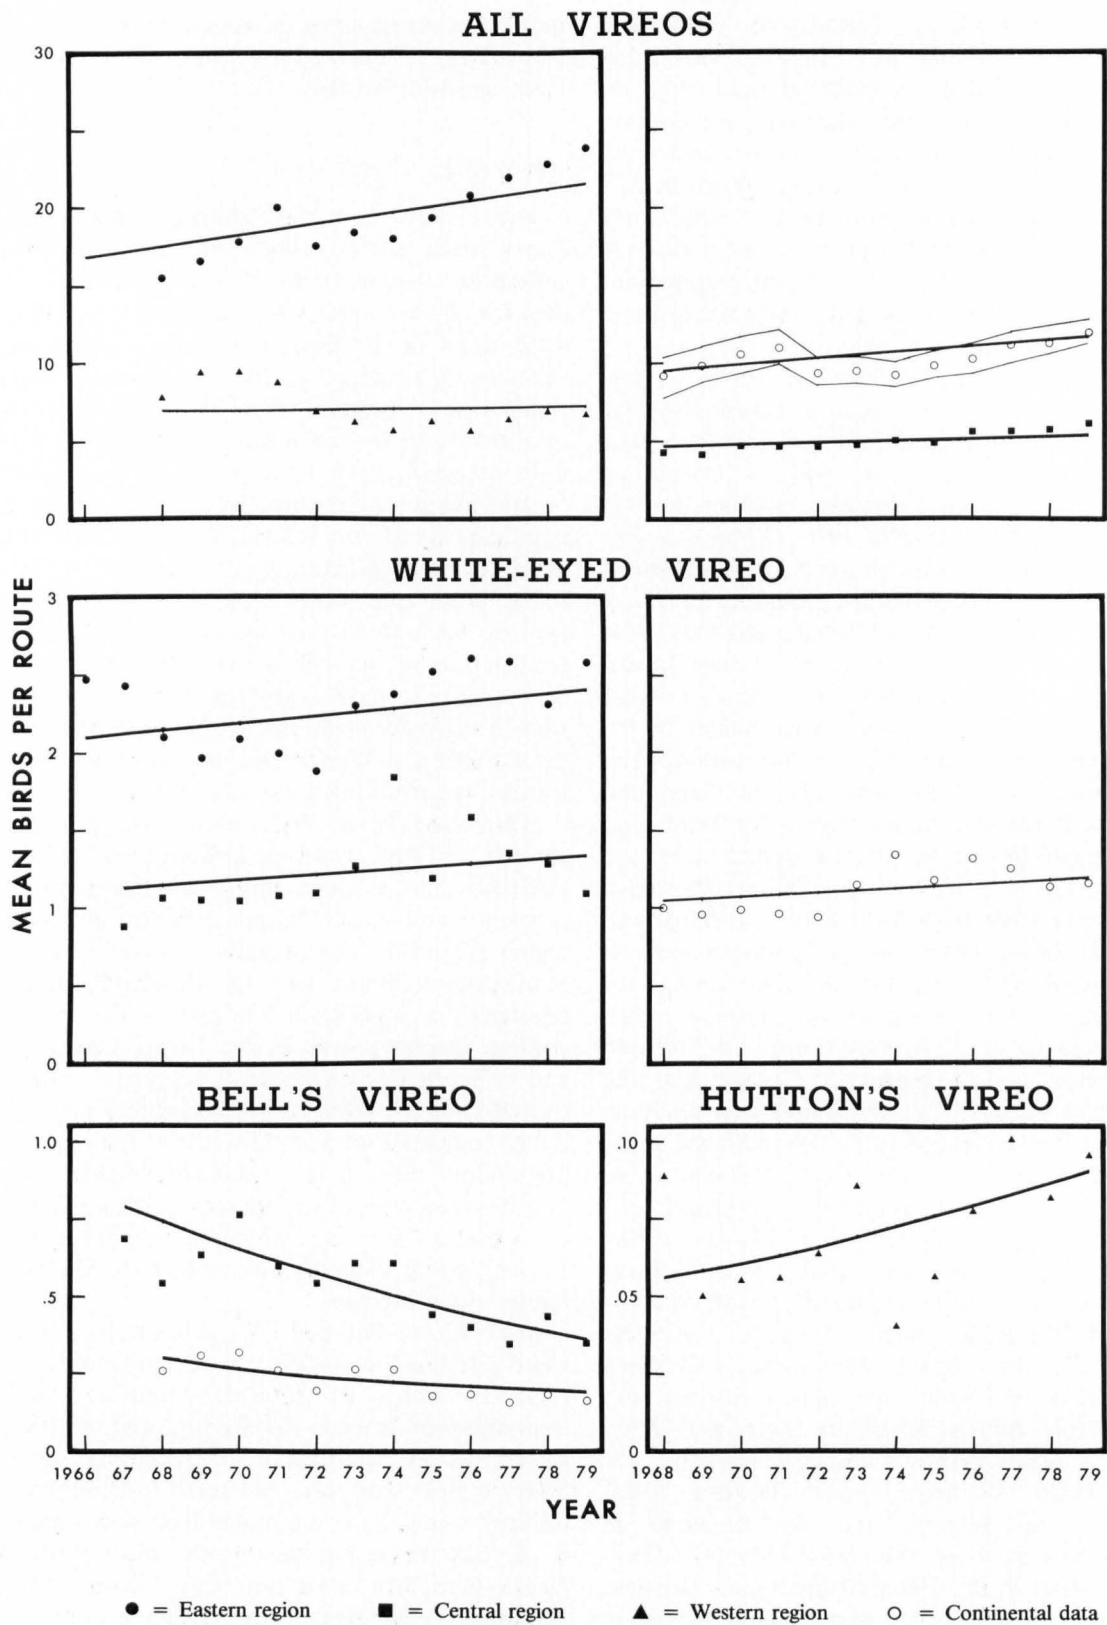 ALL VIREOS
30
20
10
0
WHITE-EYED VIREO
MEAN BIRDS PER ROUTE
3
2
1
0
BELL'S VIREO
HUTTON'S VIREO
1.0
.5
0
.10
.05
0
1966 67 68 69 70 71 72 73 74 75 76 77 78 79
1968 69 70 71 72 73 74 75 76 77 78 79
YEAR
● = Eastern region ■ = Central region ▲ = Western region ○ = Continental data